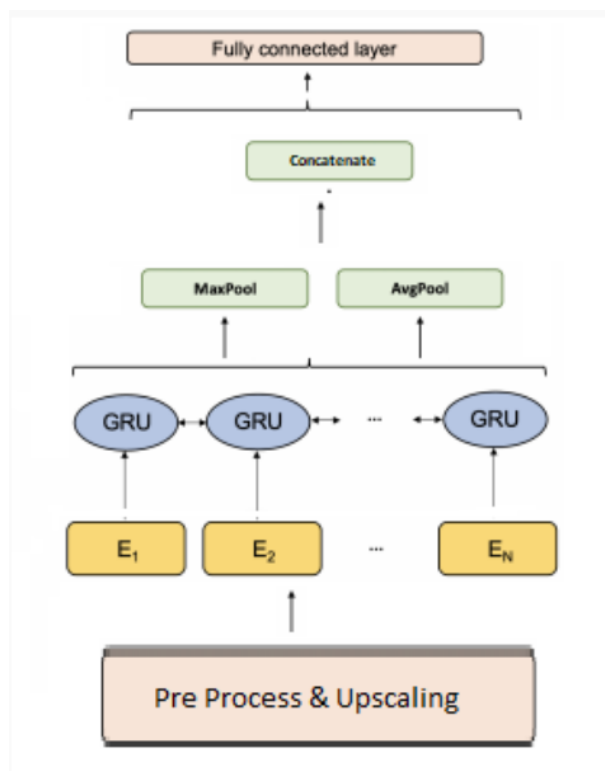 Fully connected layer
Concatenate
MaxPool AvgPool
GRU GRU ... GRU
E₁ E₂ ... Eₙ
Pre Process & Upscaling